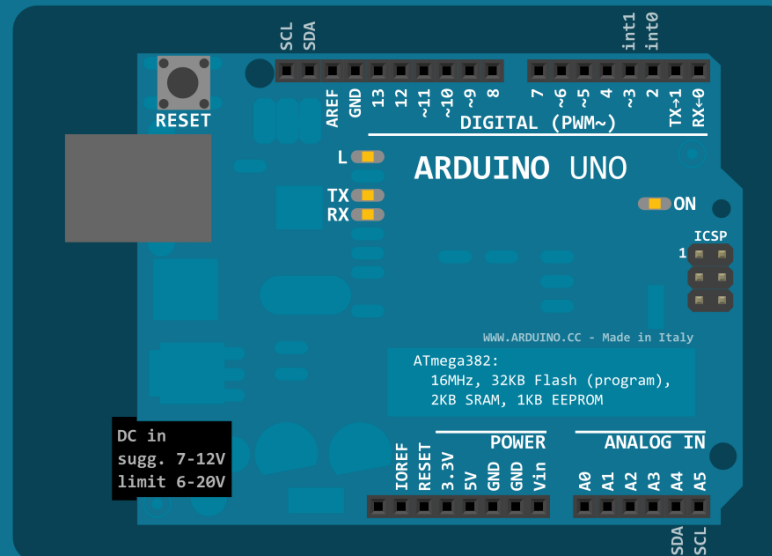 SCL
SDA
int1
int0
AREF
GND
13
12
~11
~10
~9
8
7
~6
~5
4
~3
2
TX→1
RX←0
RESET
DIGITAL (PWM~)
L
TX
RX
ARDUINO UNO
ON
ICSP
1
WWW.ARDUINO.CC - Made in Italy
ATmega382:
16MHz, 32KB Flash (program),
2KB SRAM, 1KB EEPROM
DC in
sugg. 7-12V
limit 6-20V
POWER
ANALOG IN
IOREF
RESET
3.3V
5V
GND
GND
Vin
A0
A1
A2
A3
A4
A5
SDA
SCL